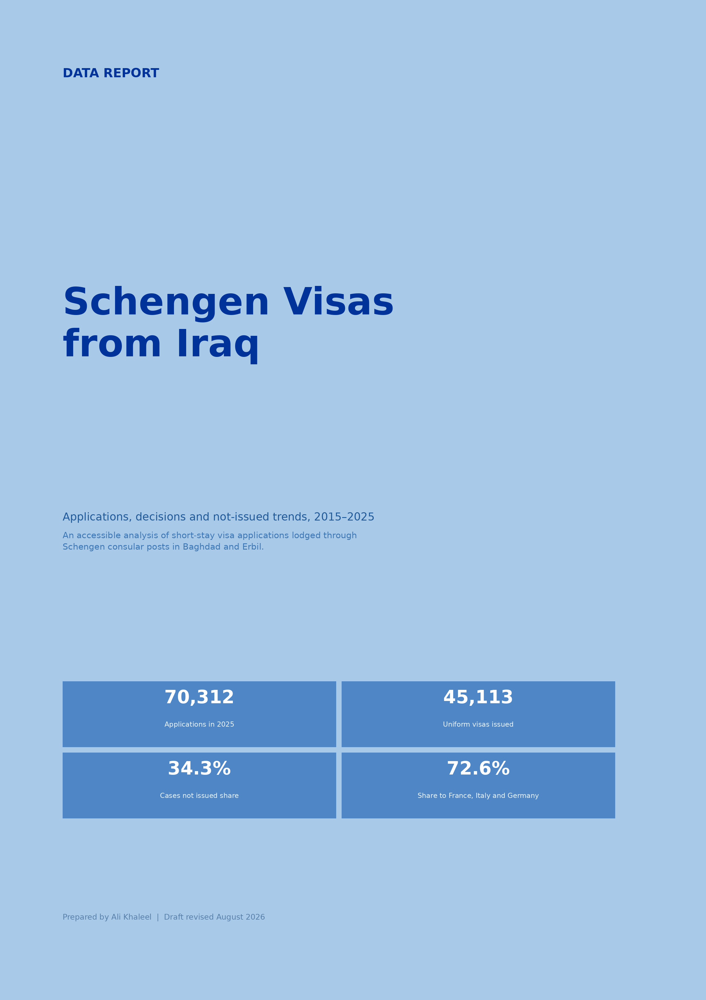 DATA REPORT
Schengen Visas
from Iraq
Applications, decisions and not-issued trends, 2015–2025
An accessible analysis of short-stay visa applications lodged through
Schengen consular posts in Baghdad and Erbil.
70,312
Applications in 2025
45,113
Uniform visas issued
34.3%
Cases not issued share
72.6%
Share to France, Italy and Germany
Prepared by Ali Khaleel | Draft revised August 2026